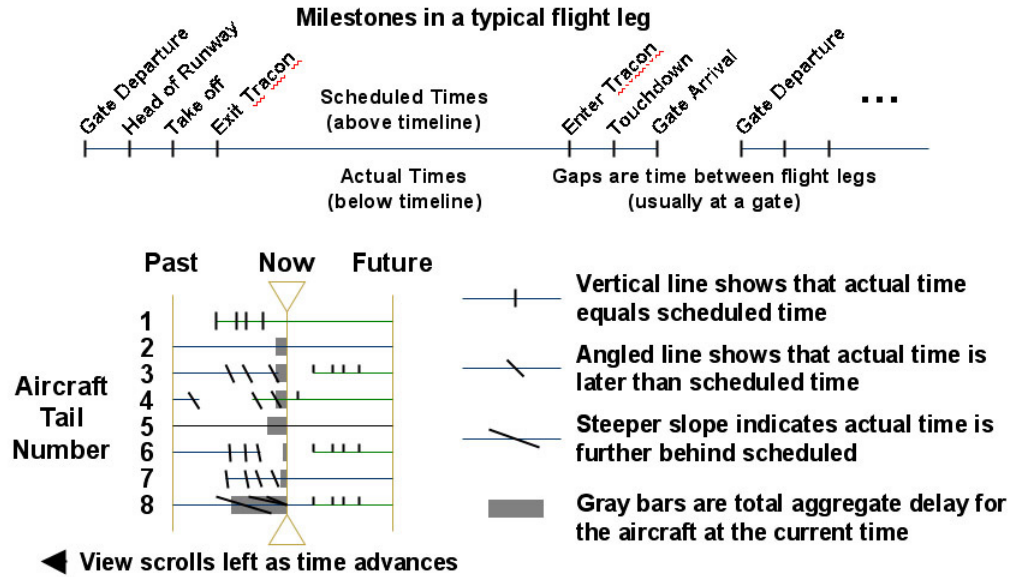 Milestones in a typical flight leg
Gate Departure
Head of Runway
Take off
Exit Tracon
Scheduled Times
(above timeline)
Enter Tracon
Touchdown
Gate Arrival
Gate Departure
...
Actual Times
(below timeline)
Gaps are time between flight legs
(usually at a gate)
Past
Now
Future
Aircraft
Tail
Number
1
2
3
4
5
6
7
8
View scrolls left as time advances
Vertical line shows that actual time
equals scheduled time
Angled line shows that actual time is
later than scheduled time
Steeper slope indicates actual time is
further behind scheduled
Gray bars are total aggregate delay for
the aircraft at the current time